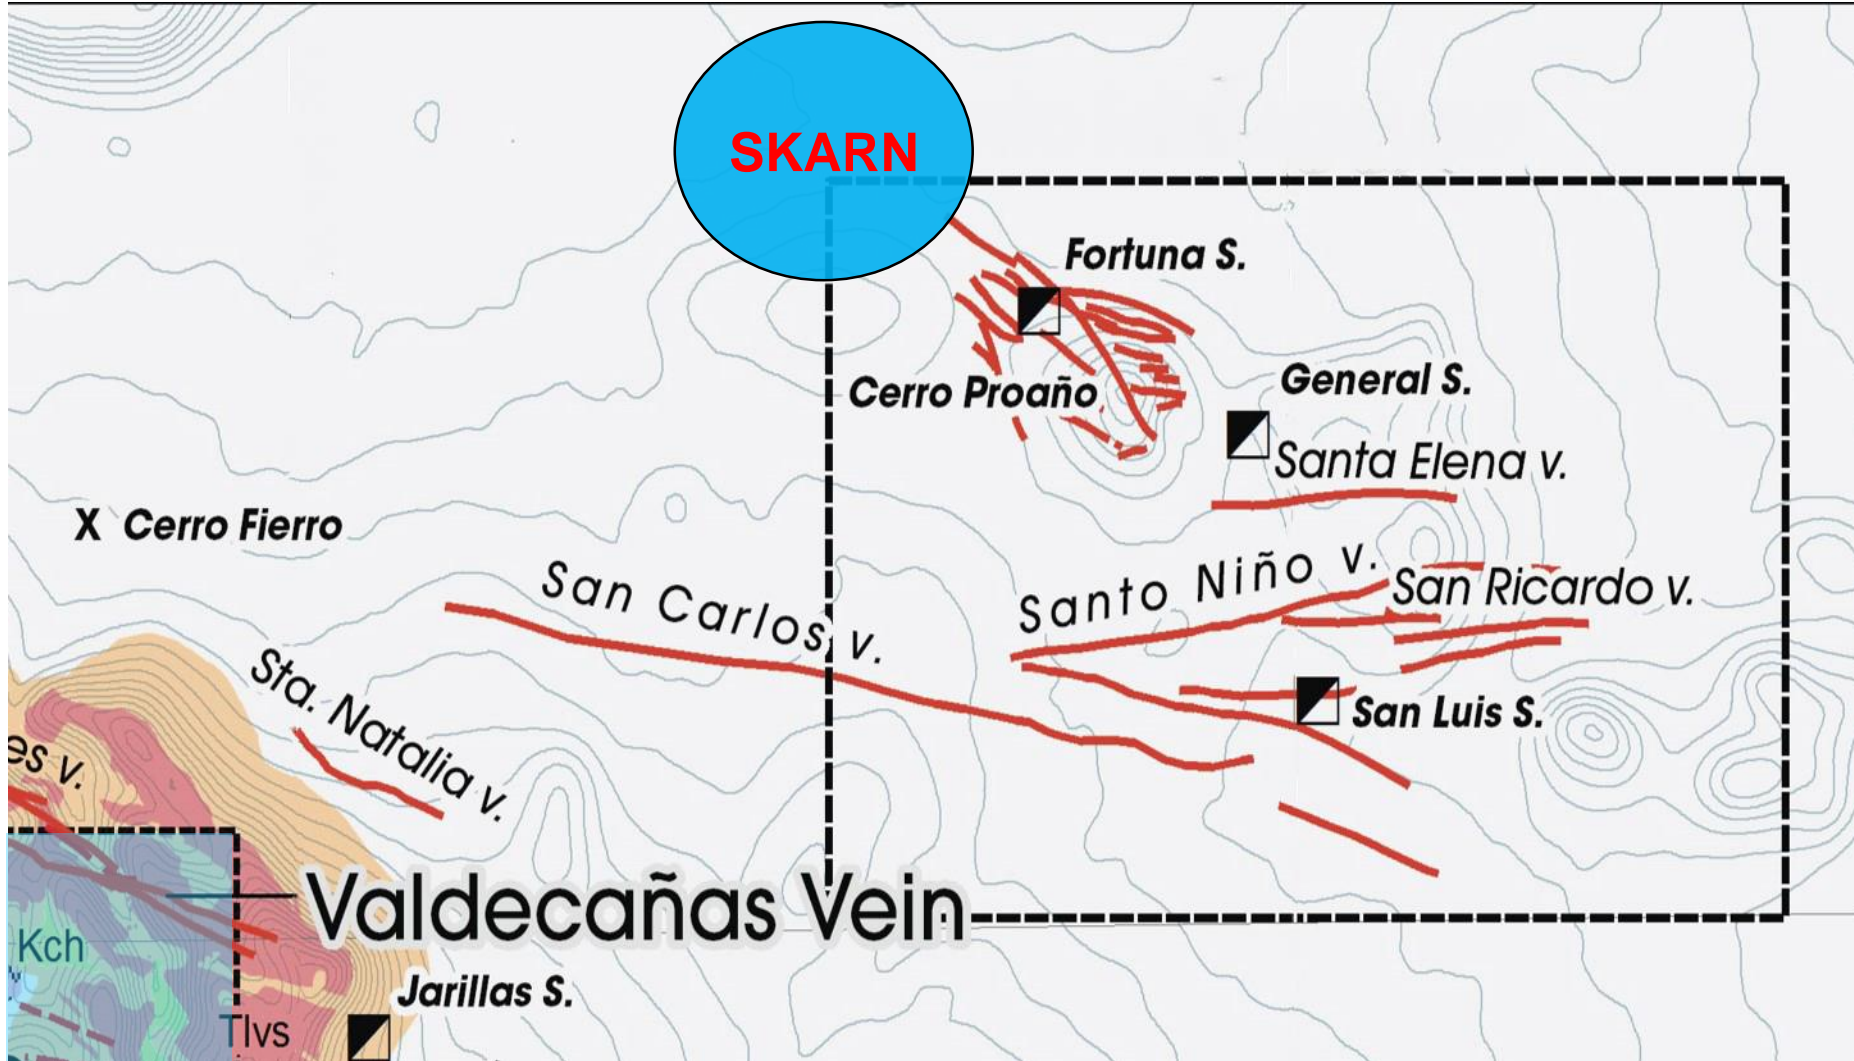 SKARN
Fortuna S.
Cerro Proaño
General S.
Santa Elena v.
X Cerro Fierro
San Carlos v.
Santo Niño v.
San Ricardo v.
Sta. Natalia v.
San Luis S.
es v.
Valdecañas Vein
Kch
Jarillas S.
Tlvs